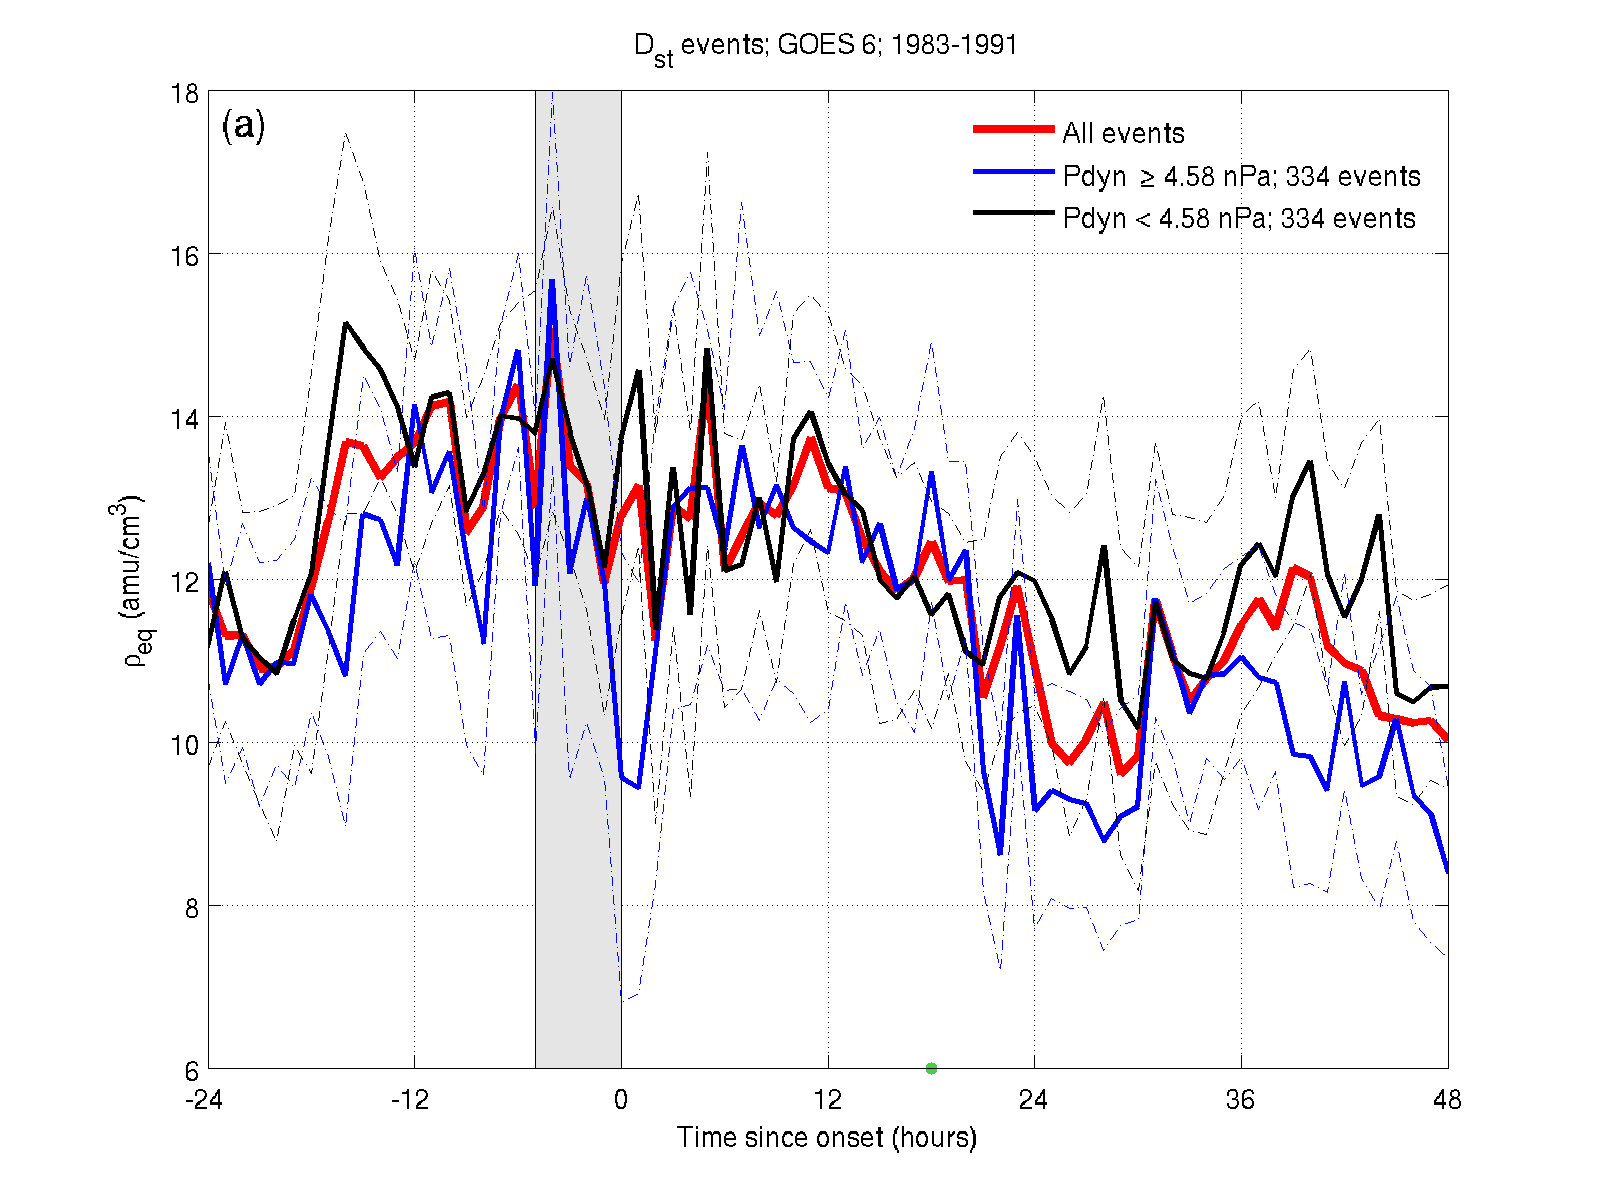 D_st events; GOES 6; 1983-1991
(a)
All events
Pdyn ≥ 4.58 nPa; 334 events
Pdyn < 4.58 nPa; 334 events
18
16
14
12
10
8
6
ρ_eq (amu/cm^3)
-24 -12 0 12 24 36 48
Time since onset (hours)